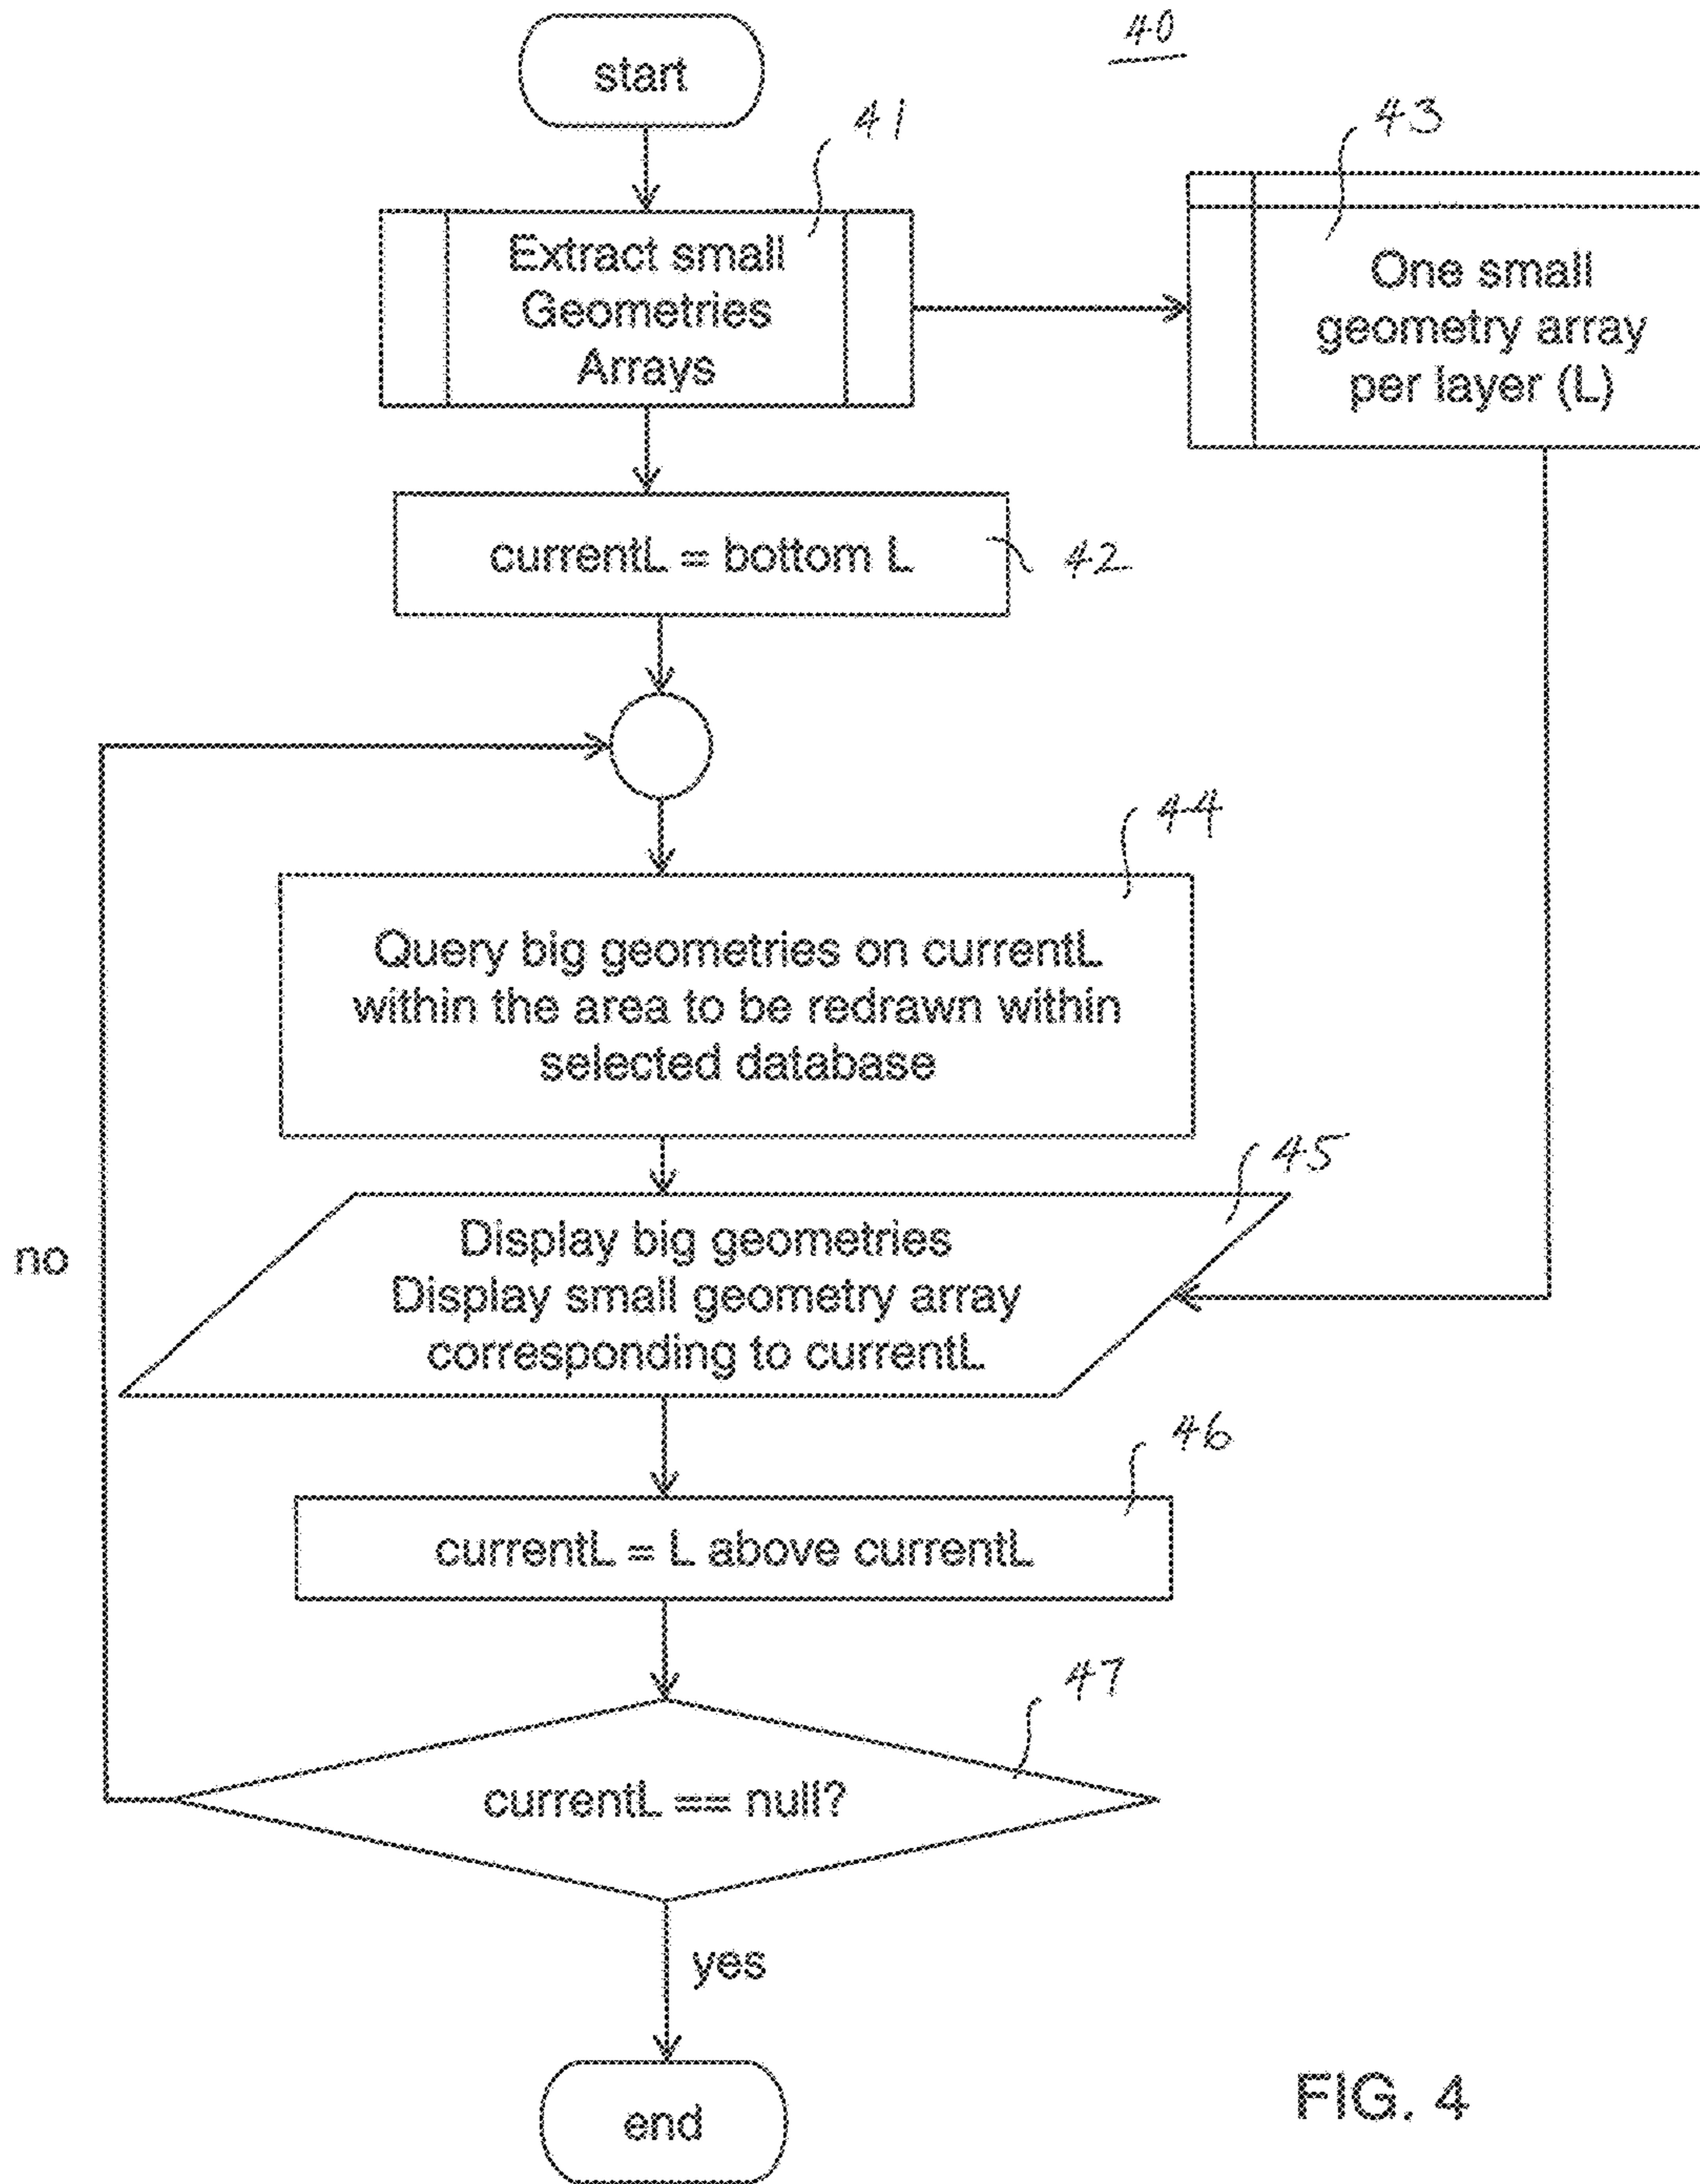 40
start
41
Extract small
Geometries
Arrays
43
One small
geometry array
per layer (L)
currentL = bottom L
42
44
Query big geometries on currentL
within the area to be redrawn within
selected database
45
Display big geometries
Display small geometry array
corresponding to currentL
no
46
currentL = L above currentL
47
currentL == null?
yes
end
FIG. 4